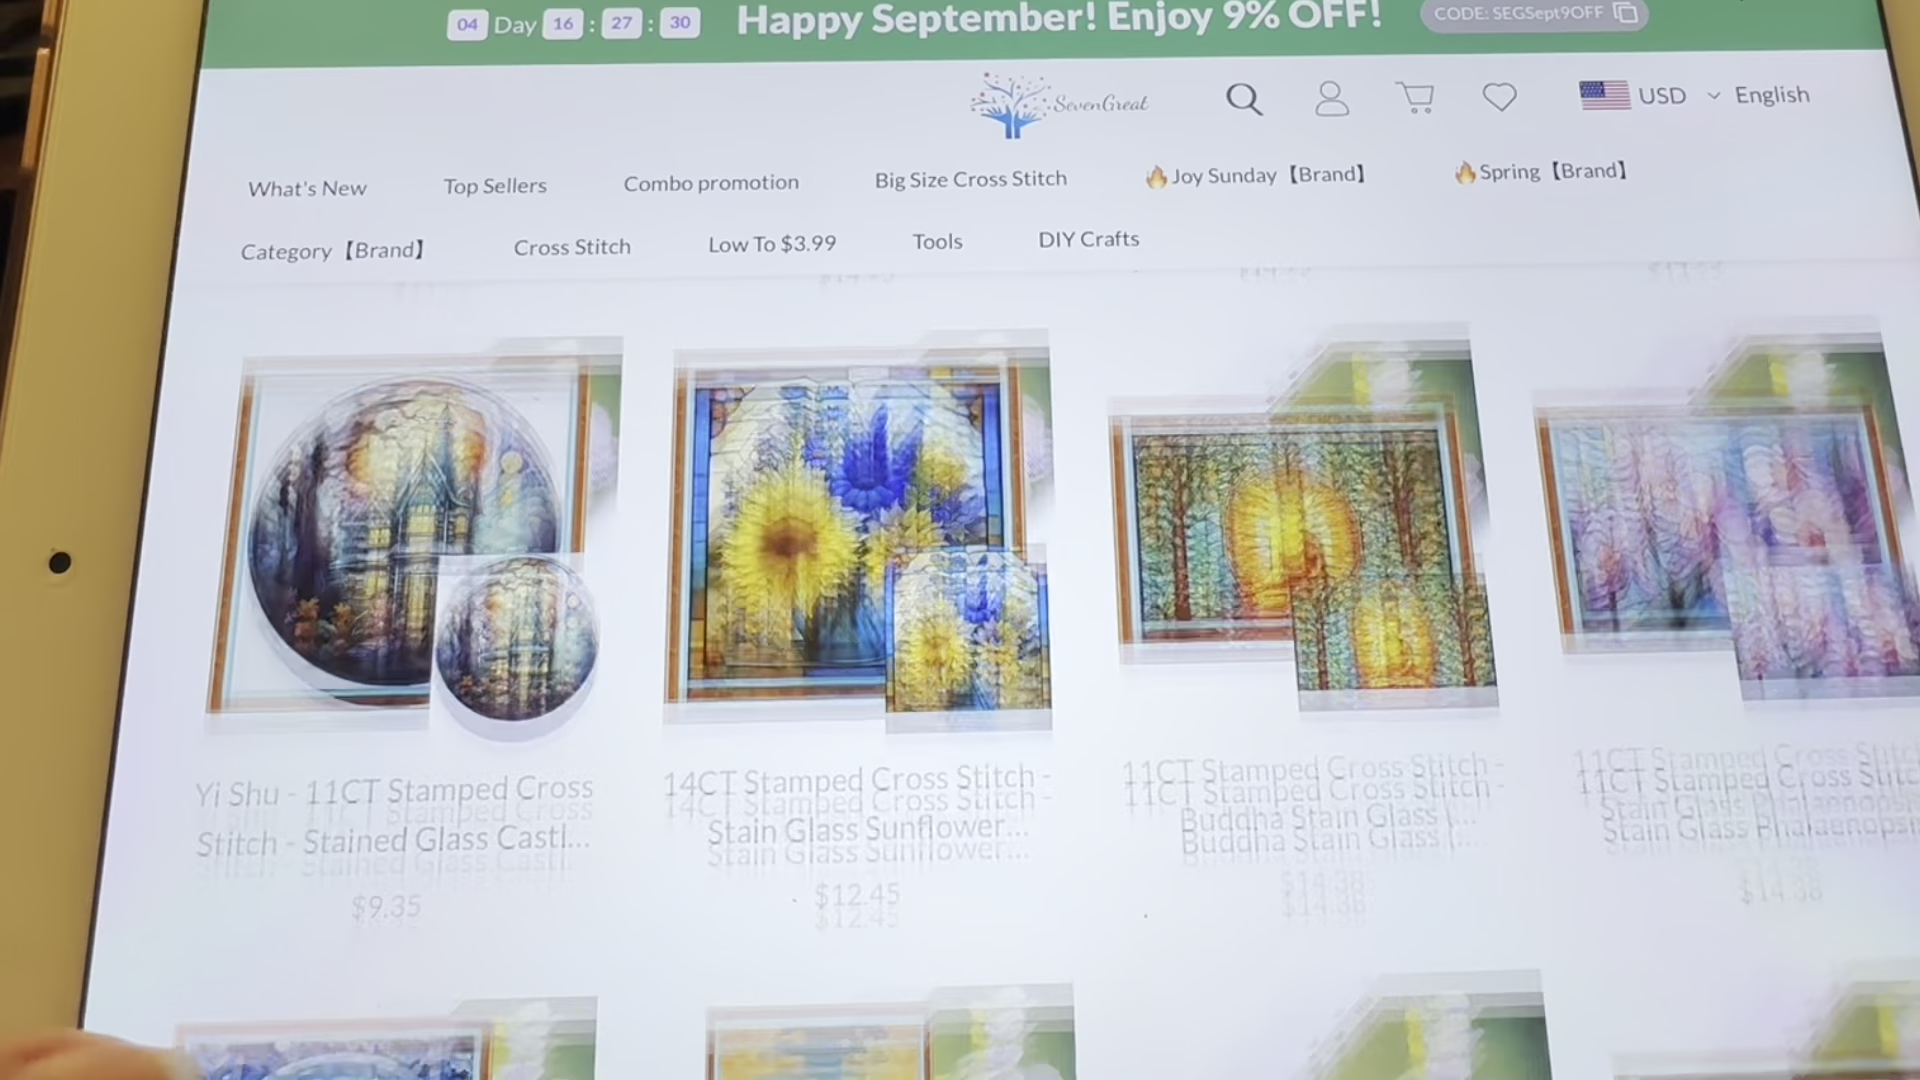 04 Day 16 : 27 : 30 Happy September! Enjoy 9% OFF! CODE: SEGSept9OFF
SevenGreat USD English
What's New Top Sellers Combo promotion Big Size Cross Stitch 🔥Joy Sunday【Brand】 🔥Spring【Brand】
Category【Brand】 Cross Stitch Low To $3.99 Tools DIY Crafts
Yi Shu - 11CT Stamped Cross
Stitch - Stained Glass Castl...
$9.35
14CT Stamped Cross Stitch -
Stain Glass Sunflower...
$12.45
11CT Stamped Cross Stitch -
Buddha Stain Glass (...
$14.38
11CT Stamped Cross Stitc
Stain Glass Phalaenopsi
$14.38